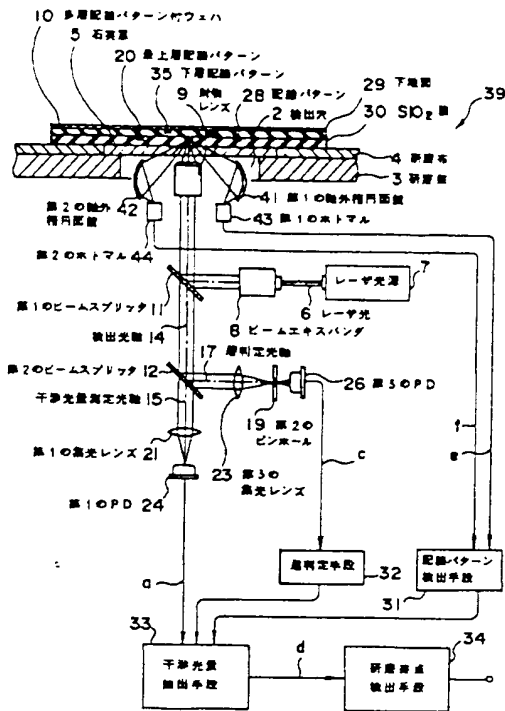 10 多層配線パターン付ウェハ
5 石英窓
20 最上層配線パターン
35 下層配線パターン
9 対物レンズ
28 配線パターン
2 検出穴
29 下地面
30 SiO₂膜
39
4 研磨布
3 研磨盤
41 第1の軸外楕円面鏡
42 第2の軸外楕円面鏡
43 第1のホトマル
44 第2のホトマル
第1のビームスプリッタ 11
レーザ光源 7
6 レーザ光
8 ビームエキスパンダ
検出光軸 14
第2のビームスプリッタ 12
17 層判定光軸
26 第3のPD
干渉光量測定光軸 15
19 第2のピンホール
第1の集光レンズ 21
23 第3の集光レンズ
第1のPD 24
f
e
c
a
層判定手段 32
配線パターン検出手段 31
33 干渉光量抽出手段
d
34 研磨終点検出手段